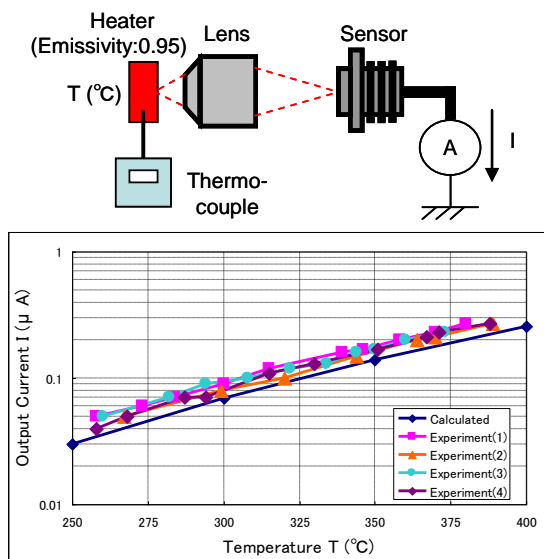 Heater
(Emissivity:0.95)
Lens
Sensor
T (℃)
A
I
Thermo-
couple
Output Current I (μ A)
1
0.1
0.01
Calculated
Experiment(1)
Experiment(2)
Experiment(3)
Experiment(4)
250
275
300
325
350
375
400
Temperature T (℃)